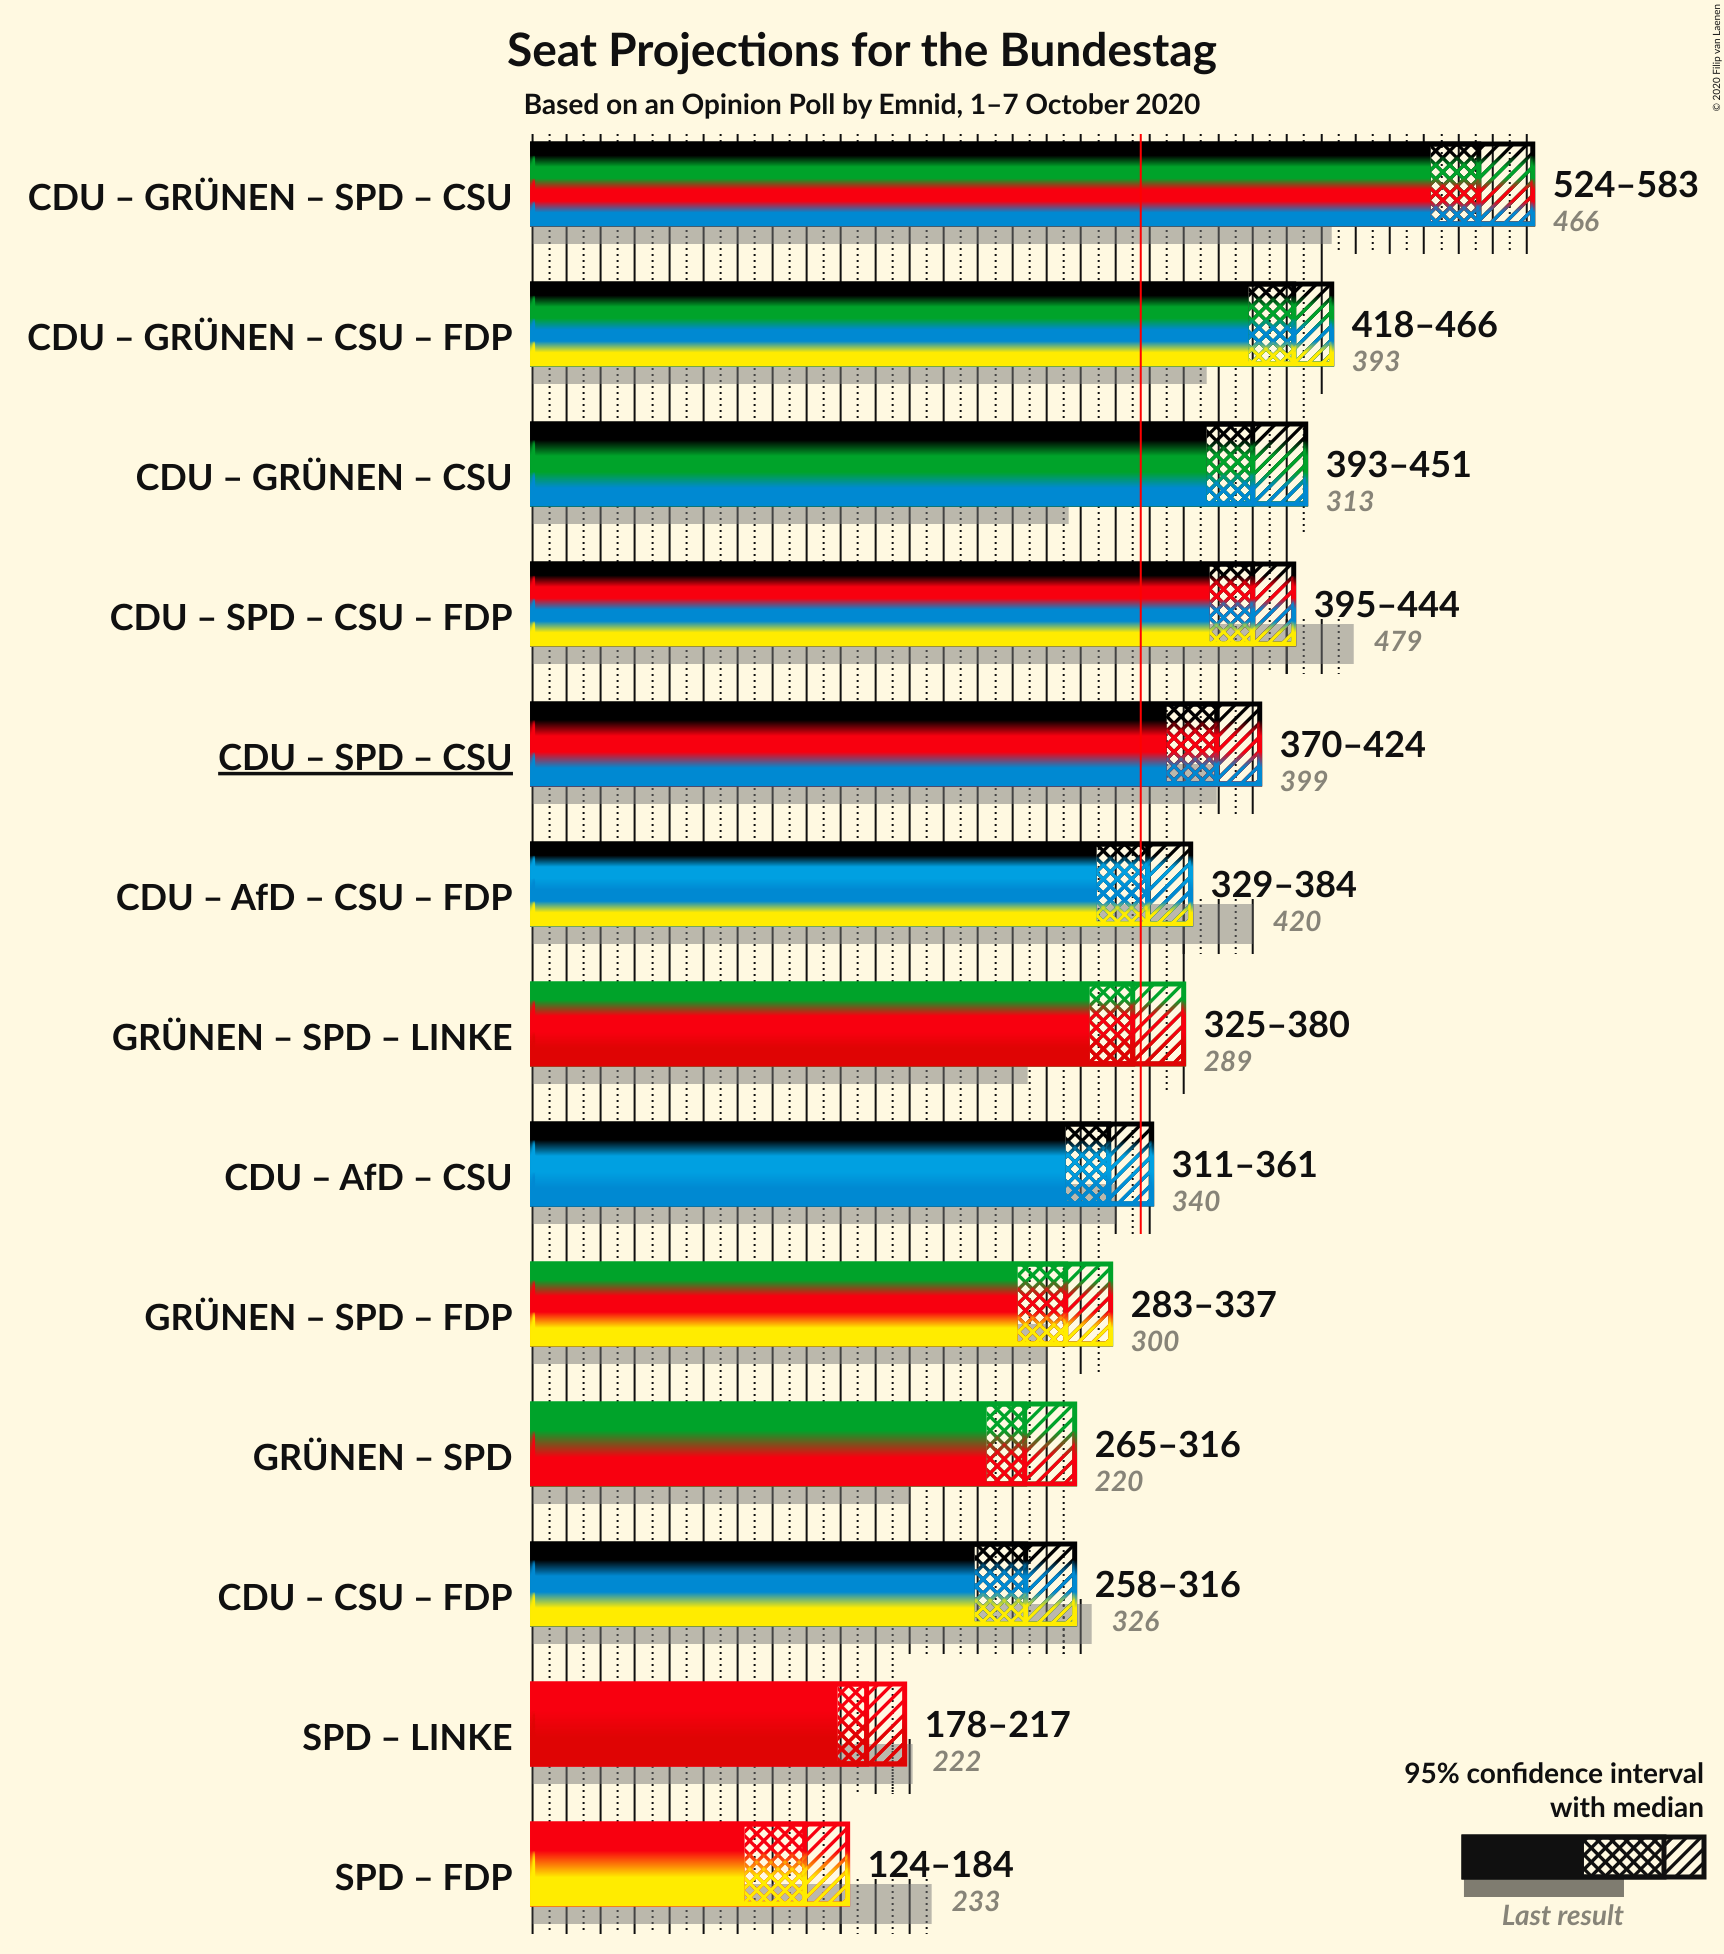 Seat Projections for the Bundestag
Based on an Opinion Poll by Emnid, 1–7 October 2020
© 2020 Filip van Laenen
CDU – GRÜNEN – SPD – CSU
524–583
466
CDU – GRÜNEN – CSU – FDP
418–466
393
CDU – GRÜNEN – CSU
393–451
313
CDU – SPD – CSU – FDP
395–444
479
CDU – SPD – CSU
370–424
399
CDU – AfD – CSU – FDP
329–384
420
GRÜNEN – SPD – LINKE
325–380
289
CDU – AfD – CSU
311–361
340
GRÜNEN – SPD – FDP
283–337
300
GRÜNEN – SPD
265–316
220
CDU – CSU – FDP
258–316
326
SPD – LINKE
178–217
222
SPD – FDP
124–184
233
95% confidence interval
with median
Last result